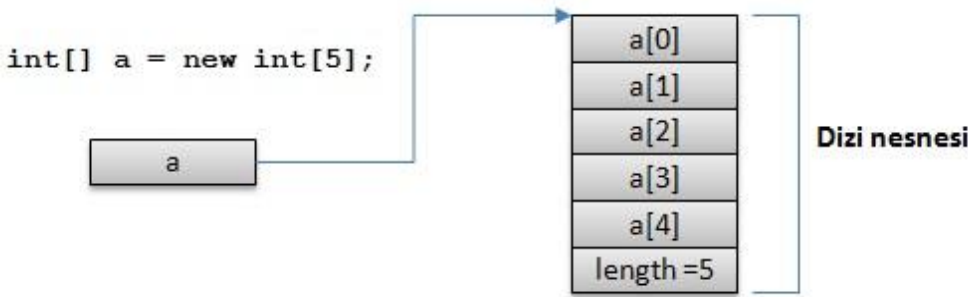 int[] a = new int[5];
a
a[0]
a[1]
a[2]
a[3]
a[4]
length =5
Dizi nesnesi